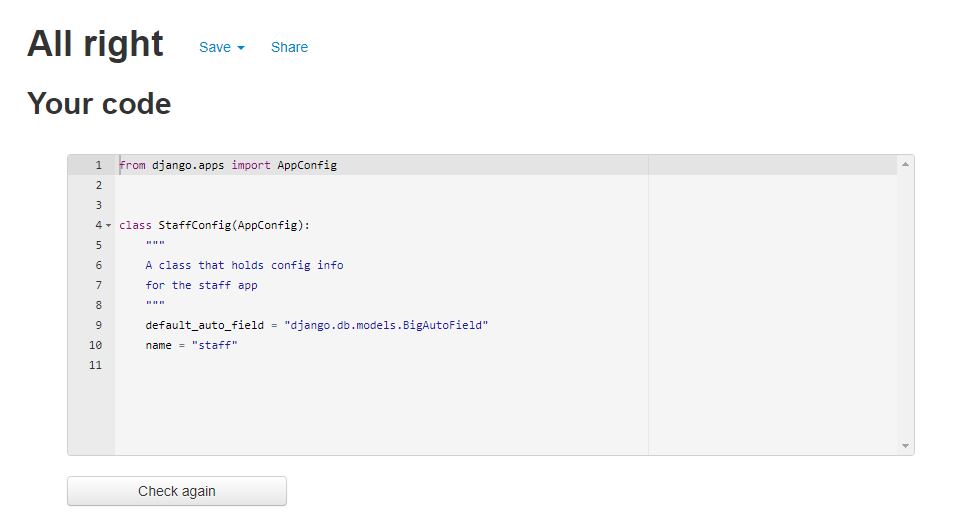 All right Save Share
Your code
1 from django.apps import AppConfig
2
3
4 class StaffConfig(AppConfig):
5     """
6     A class that holds config info
7     for the staff app
8     """
9     default_auto_field = "django.db.models.BigAutoField"
10     name = "staff"
11
Check again